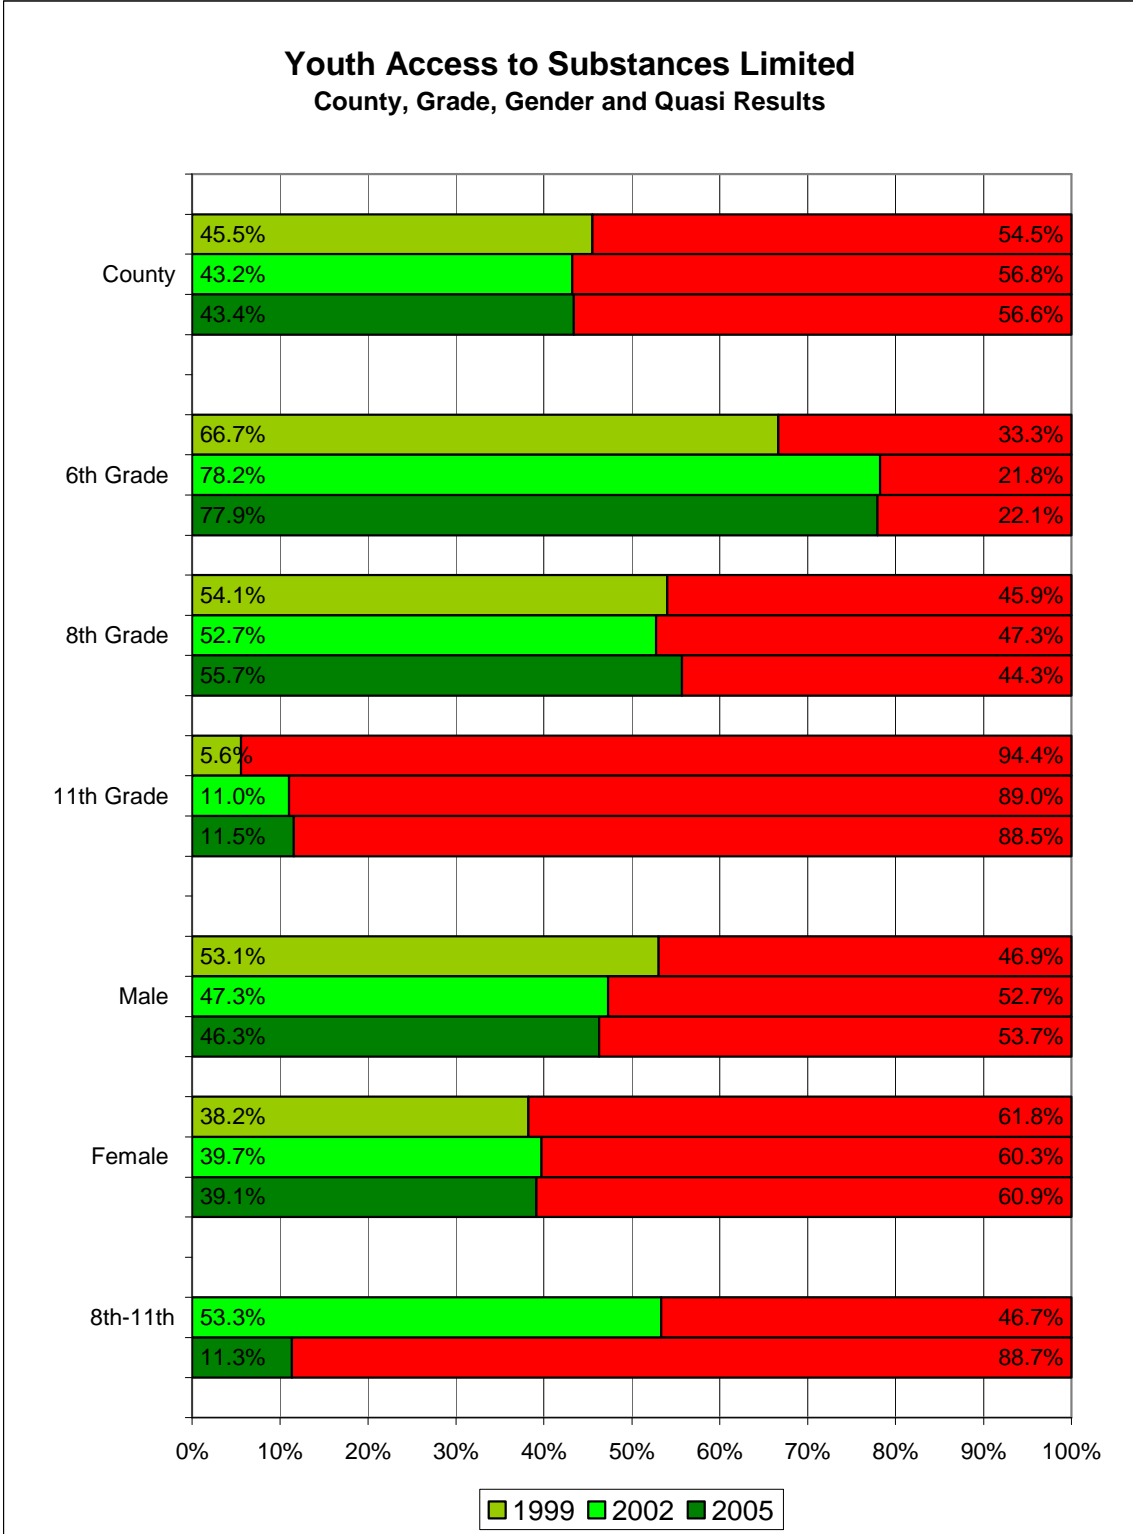 Youth Access to Substances Limited
County, Grade, Gender and Quasi Results
45.5% 54.5%
County 43.2% 56.8%
43.4% 56.6%
66.7% 33.3%
6th Grade 78.2% 21.8%
77.9% 22.1%
54.1% 45.9%
8th Grade 52.7% 47.3%
55.7% 44.3%
5.6% 94.4%
11th Grade 11.0% 89.0%
11.5% 88.5%
53.1% 46.9%
Male 47.3% 52.7%
46.3% 53.7%
38.2% 61.8%
Female 39.7% 60.3%
39.1% 60.9%
8th-11th 53.3% 46.7%
11.3% 88.7%
0% 10% 20% 30% 40% 50% 60% 70% 80% 90% 100%
1999 2002 2005